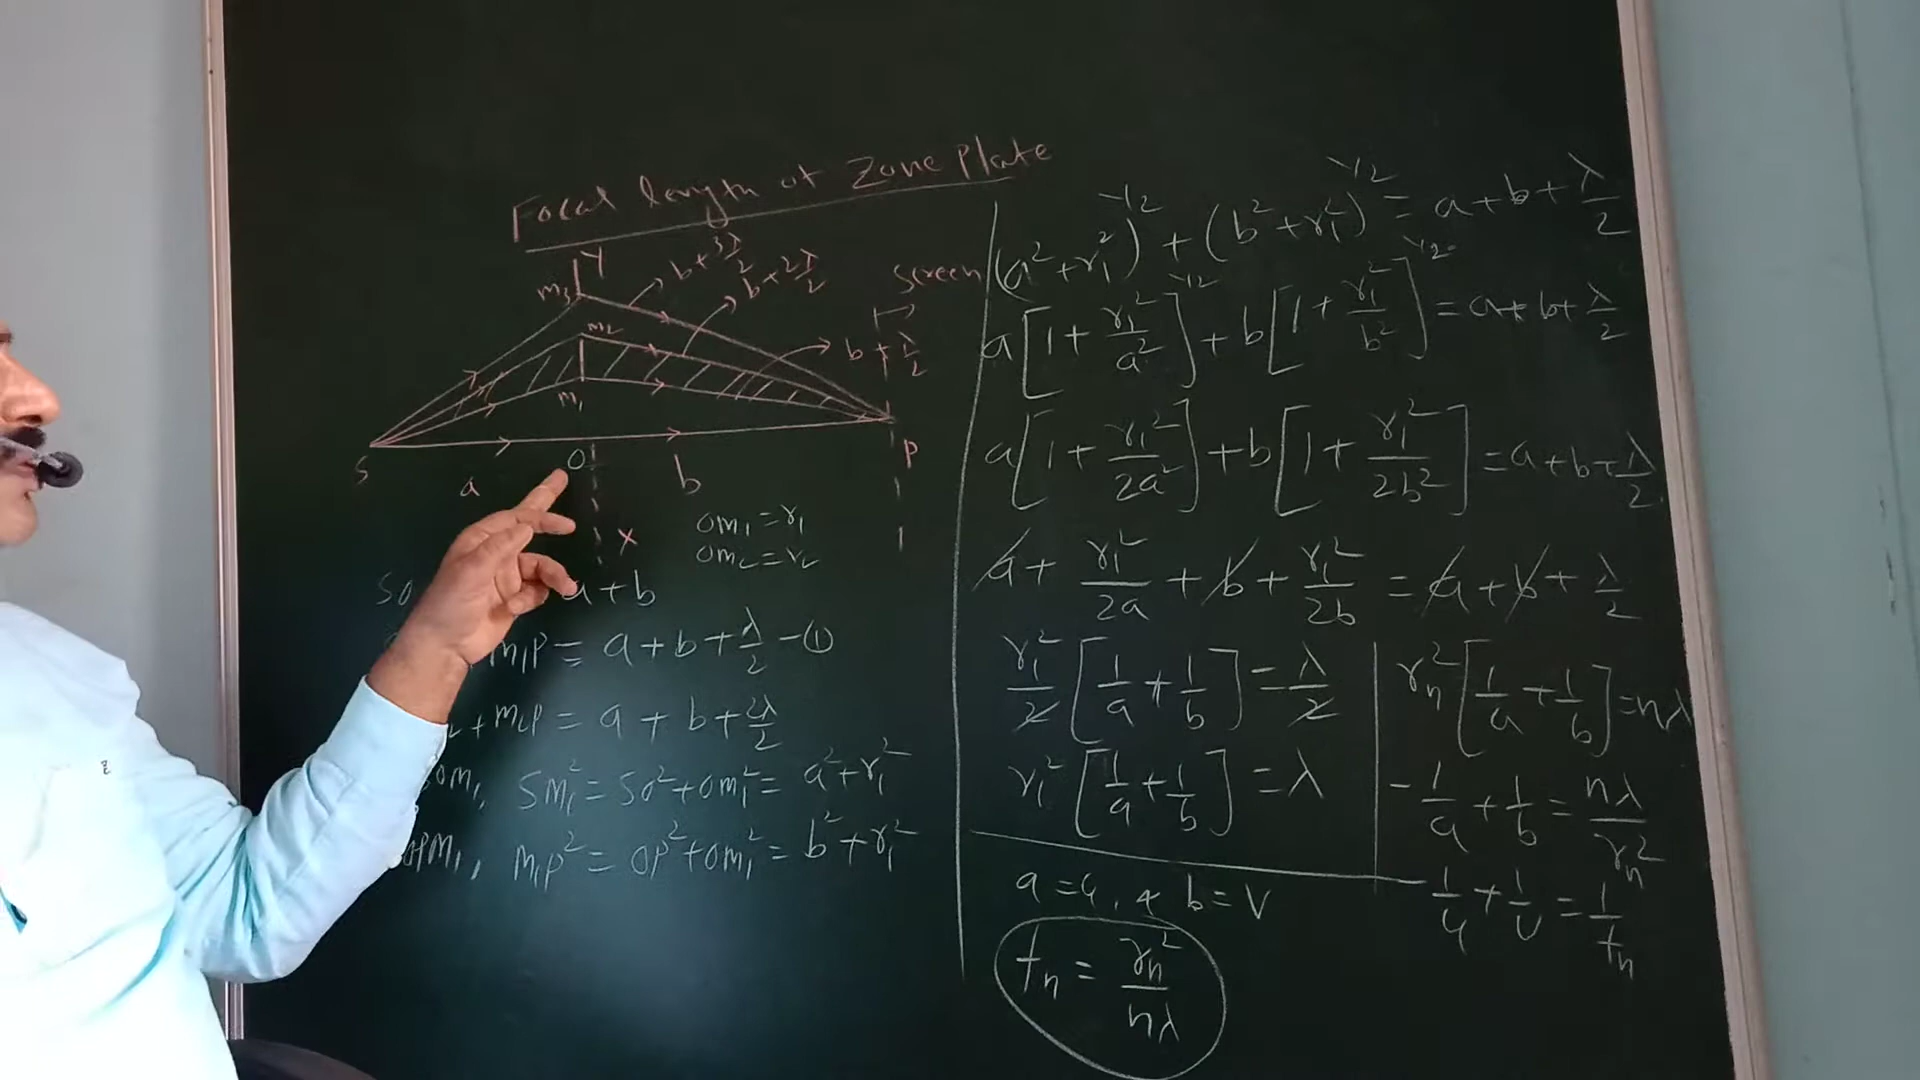 Focal length of Zone Plate
Y
M3
b + 3λ/2
b + 2λ/2
screen
M2
b + λ/2
M1
S
O
P
a
b
X
OM1 = r1
OM2 = r2
SO
a + b
M1P = a + b + λ/2 - ①
+ M2P = a + b + 2λ/2
OM1, SM1² = SO² + OM1² = a² + r1²
OPM1, M1P² = OP² + OM1² = b² + r1²
(a² + r1²)^1/2 + (b² + r1²)^1/2 = a + b + λ/2
a[1 + r1²/a²]^1/2 + b[1 + r1²/b²]^1/2 = a + b + λ/2
a[1 + r1²/2a²] + b[1 + r1²/2b²] = a + b + λ/2
a + r1²/2a + b + r1²/2b = a + b + λ/2
r1²/2 [1/a + 1/b] = λ/2
r1² [1/a + 1/b] = λ
rn² [1/a + 1/b] = nλ
-1/a + 1/b = nλ/rn²
-1/u + 1/v = 1/fn
a = u, & b = v
fn = rn²/nλ